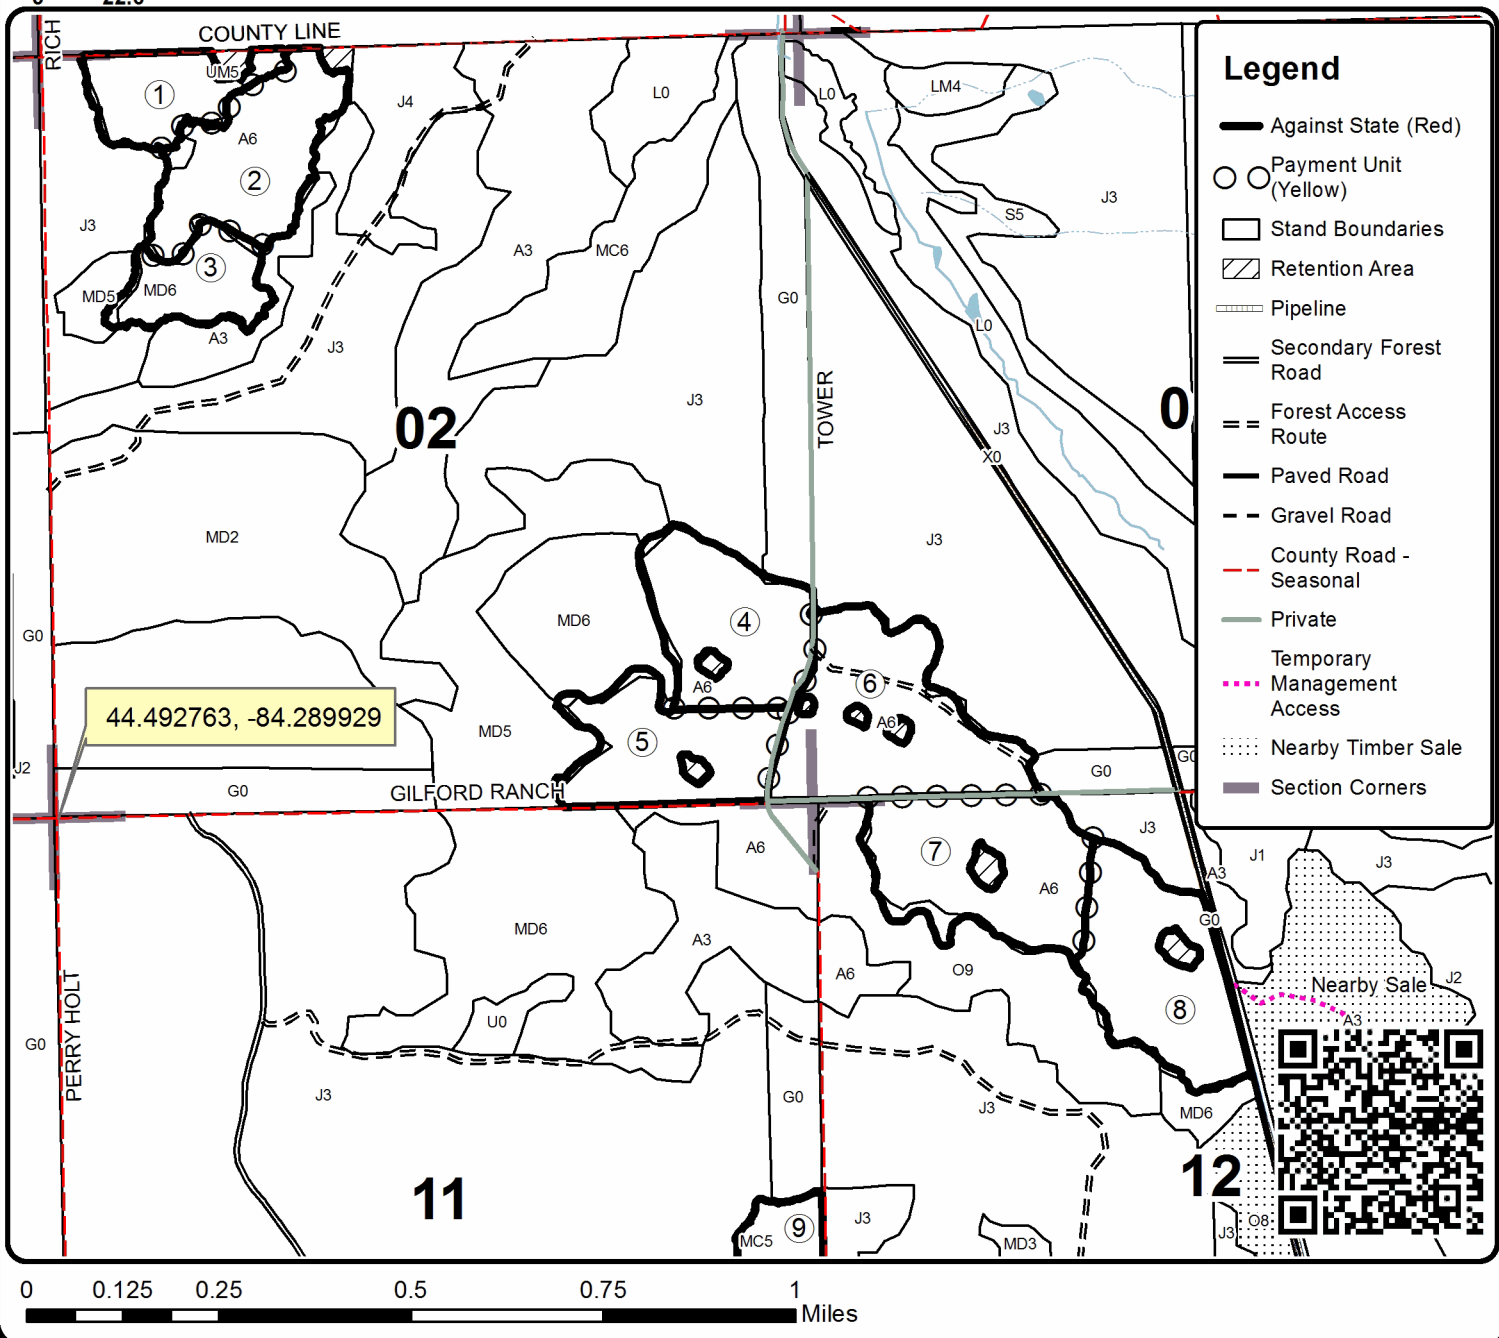 RICH
COUNTY LINE
UM5
1
A6
2
J4
J3
3
MD5
MD6
A3
J3
L0
A3
MC6
G0
J3
TOWER
02
L0
LM4
S5
J3
L0
J3
X0
J3
0
MD2
G0
MD6
4
A6
6
A6
44.492763, -84.289929
MD5
5
J2
G0
GILFORD RANCH
G0
G0
A6
7
A6
J3
A3
G0
J1
J3
MD6
A3
A6
O9
8
Nearby Sale
J2
A3
U0
PERRY HOLT
G0
J3
G0
J3
MD6
11
12
MC5
9
J3
MD3
J3
O8
Legend
Against State (Red)
Payment Unit
(Yellow)
Stand Boundaries
Retention Area
Pipeline
Secondary Forest
Road
Forest Access
Route
Paved Road
Gravel Road
County Road -
Seasonal
Private
Temporary
Management
Access
Nearby Timber Sale
Section Corners
0 0.125 0.25 0.5 0.75 1
Miles